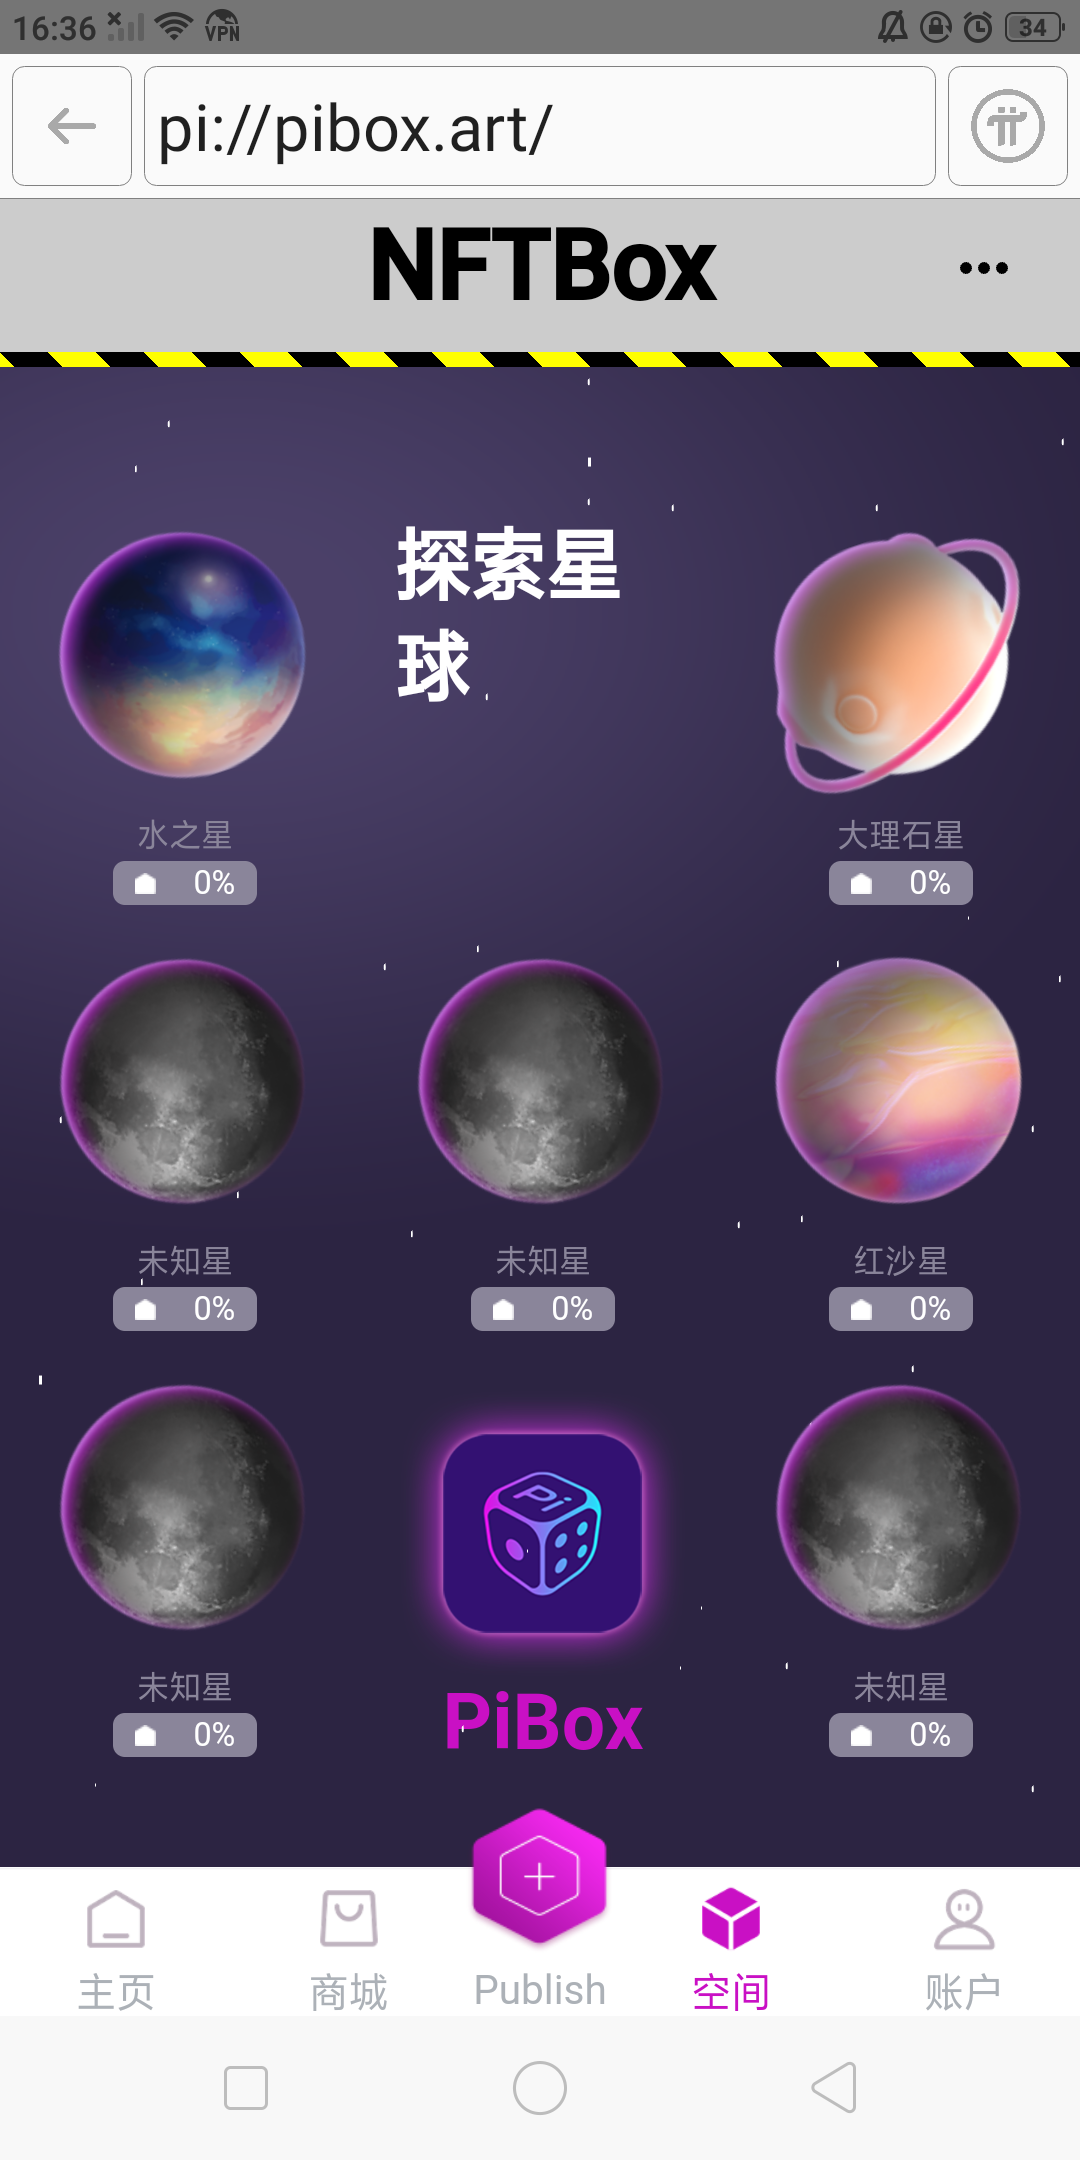 16:36
VPN
34
pi://pibox.art/
NFTBox
探索星
球
水之星
大理石星
0%
0%
未知星
未知星
红沙星
0%
0%
0%
Pi
未知星
未知星
0%
PiBox
0%
主页
商城
Publish
空间
账户